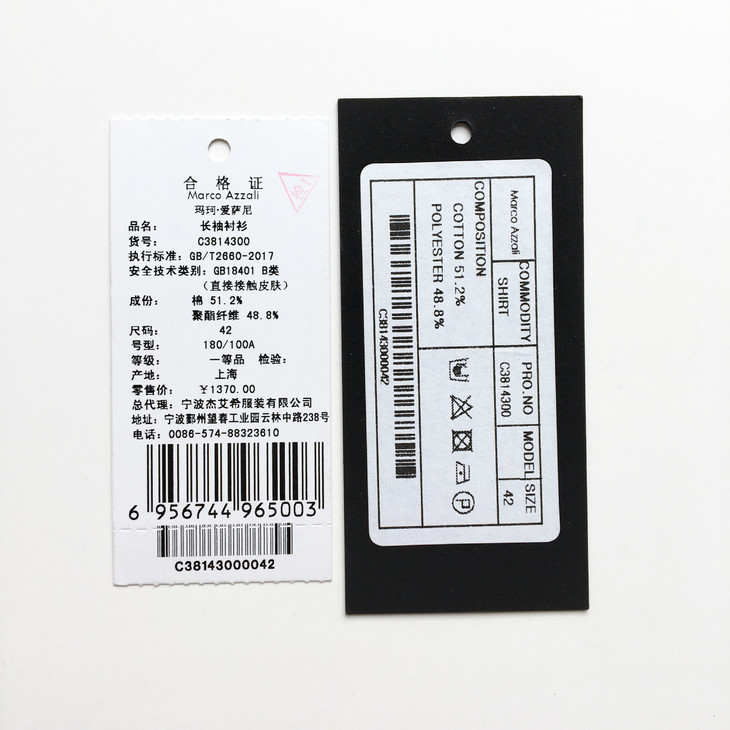 合格证
Marco Azzali
玛珂·爱萨尼
品名： 长袖衬衫
货号： C3814300
执行标准：GB/T2660-2017
安全技术类别：GB18401 B类
（直接接触皮肤）
成份： 棉 51.2%
聚酯纤维 48.8%
尺码： 42
号型： 180/100A
等级： 一等品 检验：
产地： 上海
零售价： ￥1370.00
总代理：宁波杰艾希服装有限公司
地址：宁波鄞州望春工业园云林中路238号
电话：0086-574-88323610
6 956744 965003
C38143000042
Marco Azzali
COMMODITY
SHIRT
PRO.NO
C3814300
MODEL SIZE
42
COMPOSITION
COTTON 51.2%
POLYESTER 48.8%
P
C38143000042